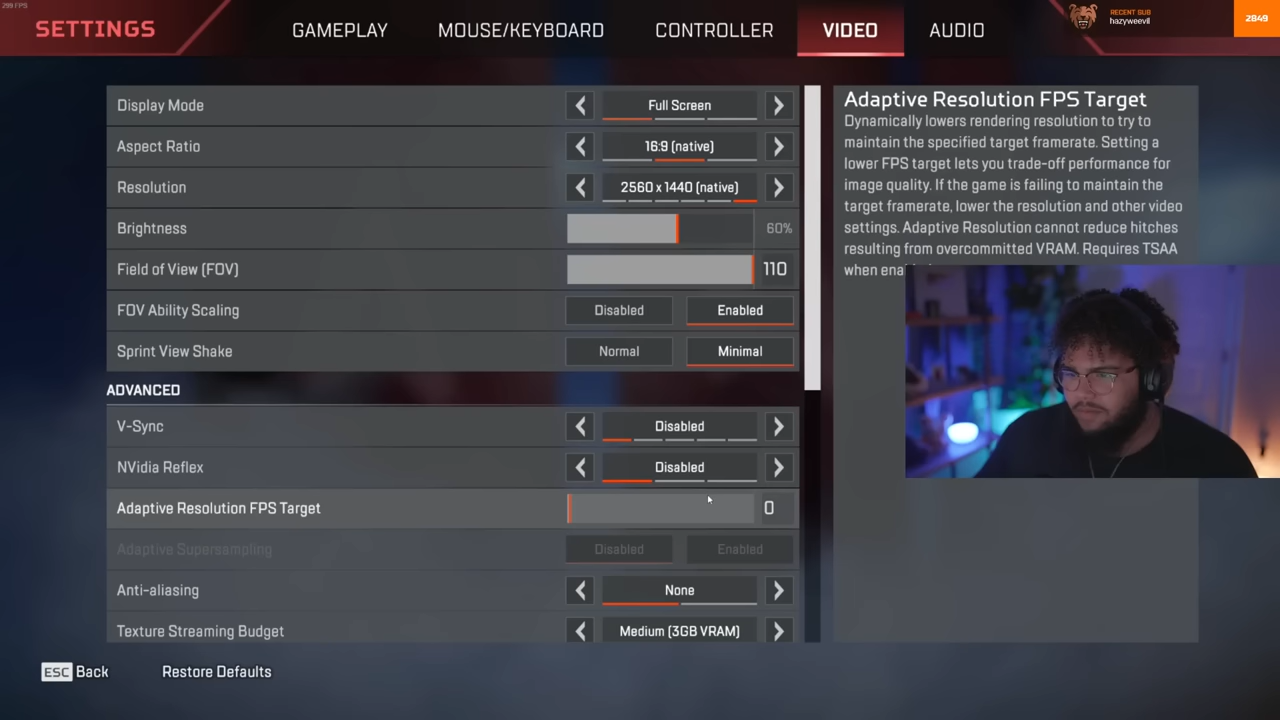 299 FPS
SETTINGS
GAMEPLAY
MOUSE/KEYBOARD
CONTROLLER
VIDEO
AUDIO
RECENT SUB
hazyweevil
2849
Display Mode
Full Screen
Aspect Ratio
16:9 (native)
Resolution
2560 x 1440 (native)
Brightness
60%
Field of View (FOV)
110
FOV Ability Scaling
Disabled
Enabled
Sprint View Shake
Normal
Minimal
ADVANCED
V-Sync
Disabled
NVidia Reflex
Disabled
Adaptive Resolution FPS Target
0
Adaptive Supersampling
Disabled
Enabled
Anti-aliasing
None
Texture Streaming Budget
Medium (3GB VRAM)
Adaptive Resolution FPS Target
Dynamically lowers rendering resolution to try to
maintain the specified target framerate. Setting a
lower FPS target lets you trade-off performance for
image quality. If the game is failing to maintain the
target framerate, lower the resolution and other video
settings. Adaptive Resolution cannot reduce hitches
resulting from overcommitted VRAM. Requires TSAA
when
ESC Back
Restore Defaults